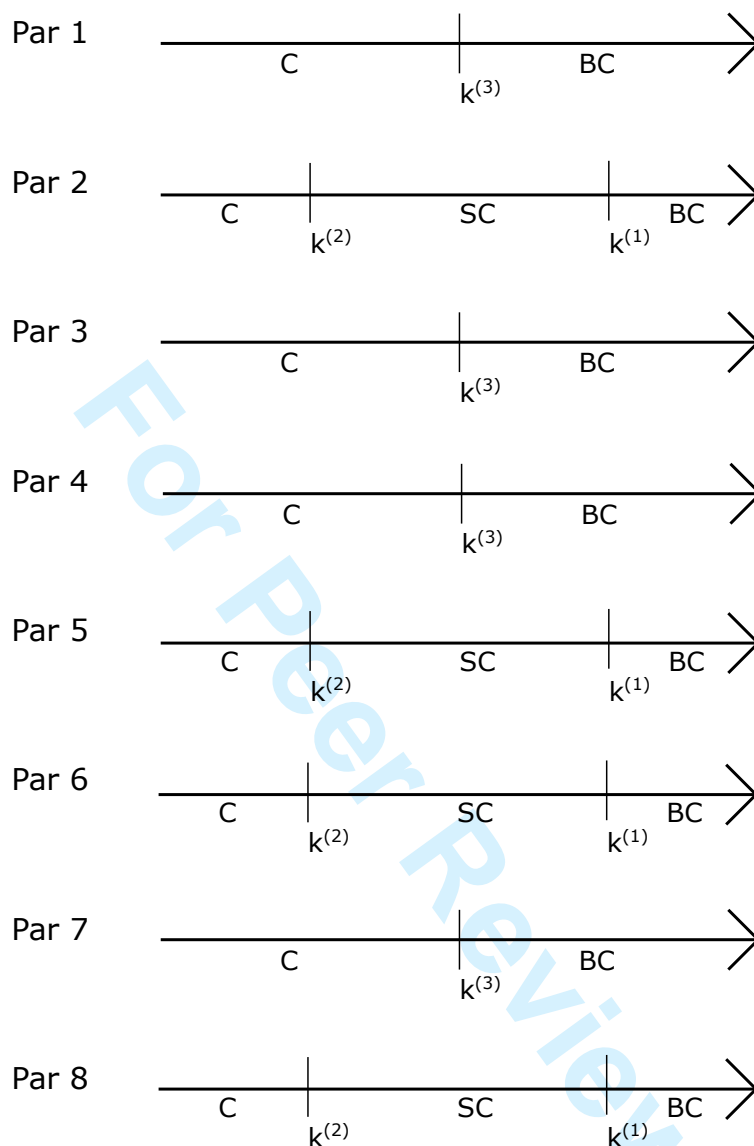 Par 1
C BC
k(3)
Par 2
C SC BC
k(2) k(1)
Par 3
C BC
k(3)
Par 4
C BC
k(3)
Par 5
C SC BC
k(2) k(1)
Par 6
C SC BC
k(2) k(1)
Par 7
C BC
k(3)
Par 8
C SC BC
k(2) k(1)
For Peer Review